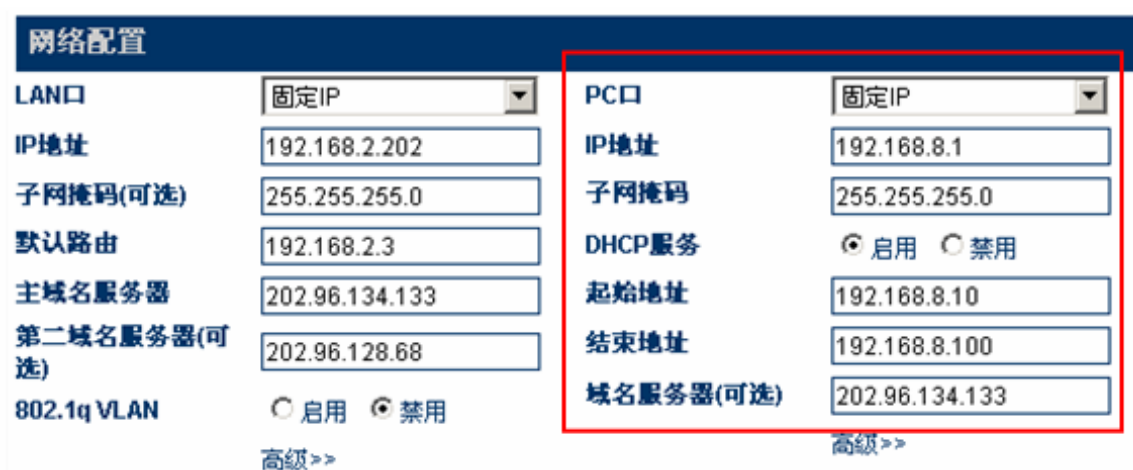 网络配置
LAN口 固定IP PC口 固定IP
IP地址 192.168.2.202 IP地址 192.168.8.1
子网掩码(可选) 255.255.255.0 子网掩码 255.255.255.0
默认路由 192.168.2.3 DHCP服务 启用 禁用
主域名服务器 202.96.134.133 起始地址 192.168.8.10
第二域名服务器(可
选) 202.96.128.68 结束地址 192.168.8.100
802.1q VLAN 启用 禁用 域名服务器(可选) 202.96.134.133
高级>> 高级>>